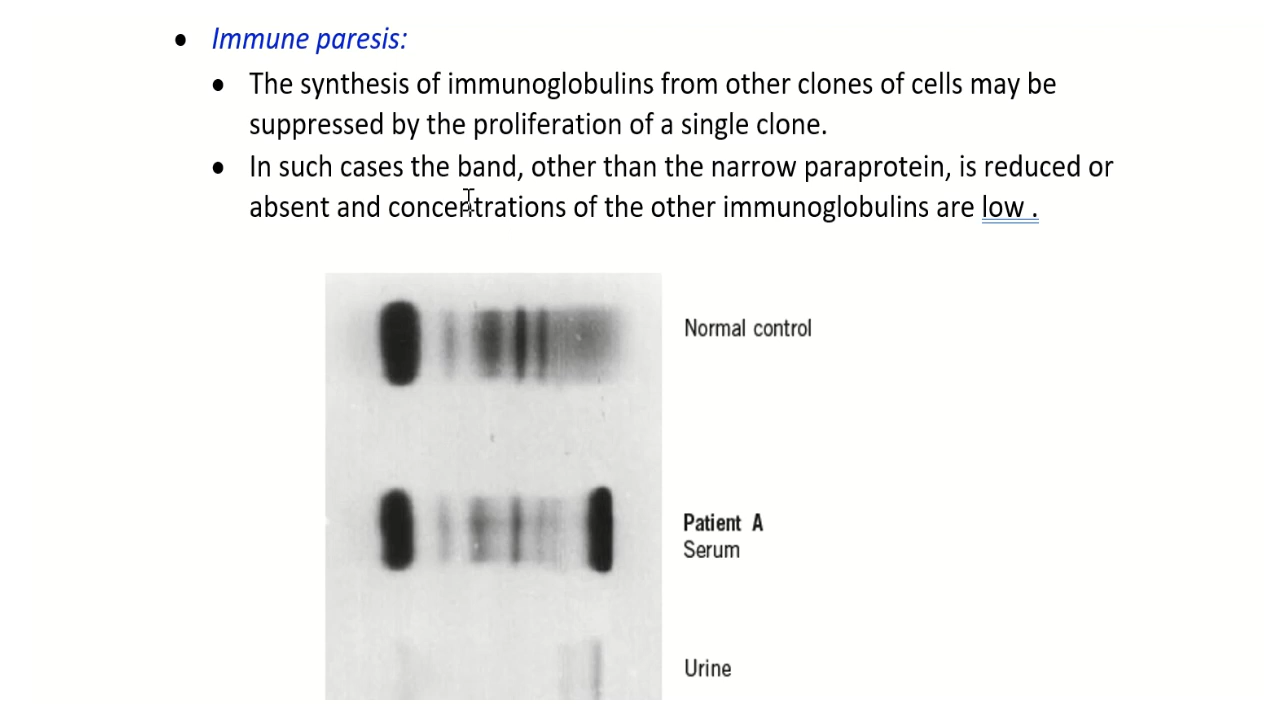 Immune paresis:
The synthesis of immunoglobulins from other clones of cells may be
suppressed by the proliferation of a single clone.
In such cases the band, other than the narrow paraprotein, is reduced or
absent and concentrations of the other immunoglobulins are low .
Normal control
Patient A
Serum
Urine